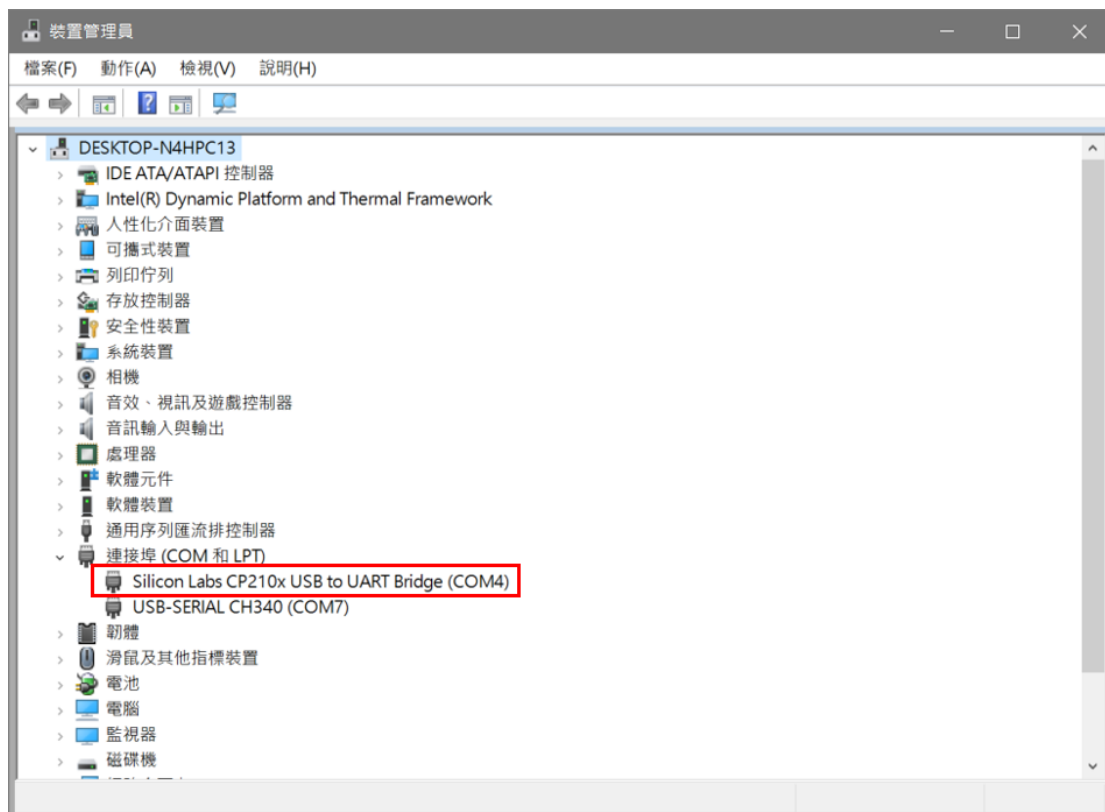 裝置管理員
檔案(F) 動作(A) 檢視(V) 說明(H)
DESKTOP-N4HPC13
IDE ATA/ATAPI 控制器
Intel(R) Dynamic Platform and Thermal Framework
人性化介面裝置
可攜式裝置
列印佇列
存放控制器
安全性裝置
系統裝置
相機
音效、視訊及遊戲控制器
音訊輸入與輸出
處理器
軟體元件
軟體裝置
通用序列匯流排控制器
連接埠 (COM 和 LPT)
Silicon Labs CP210x USB to UART Bridge (COM4)
USB-SERIAL CH340 (COM7)
韌體
滑鼠及其他指標裝置
電池
電腦
監視器
磁碟機